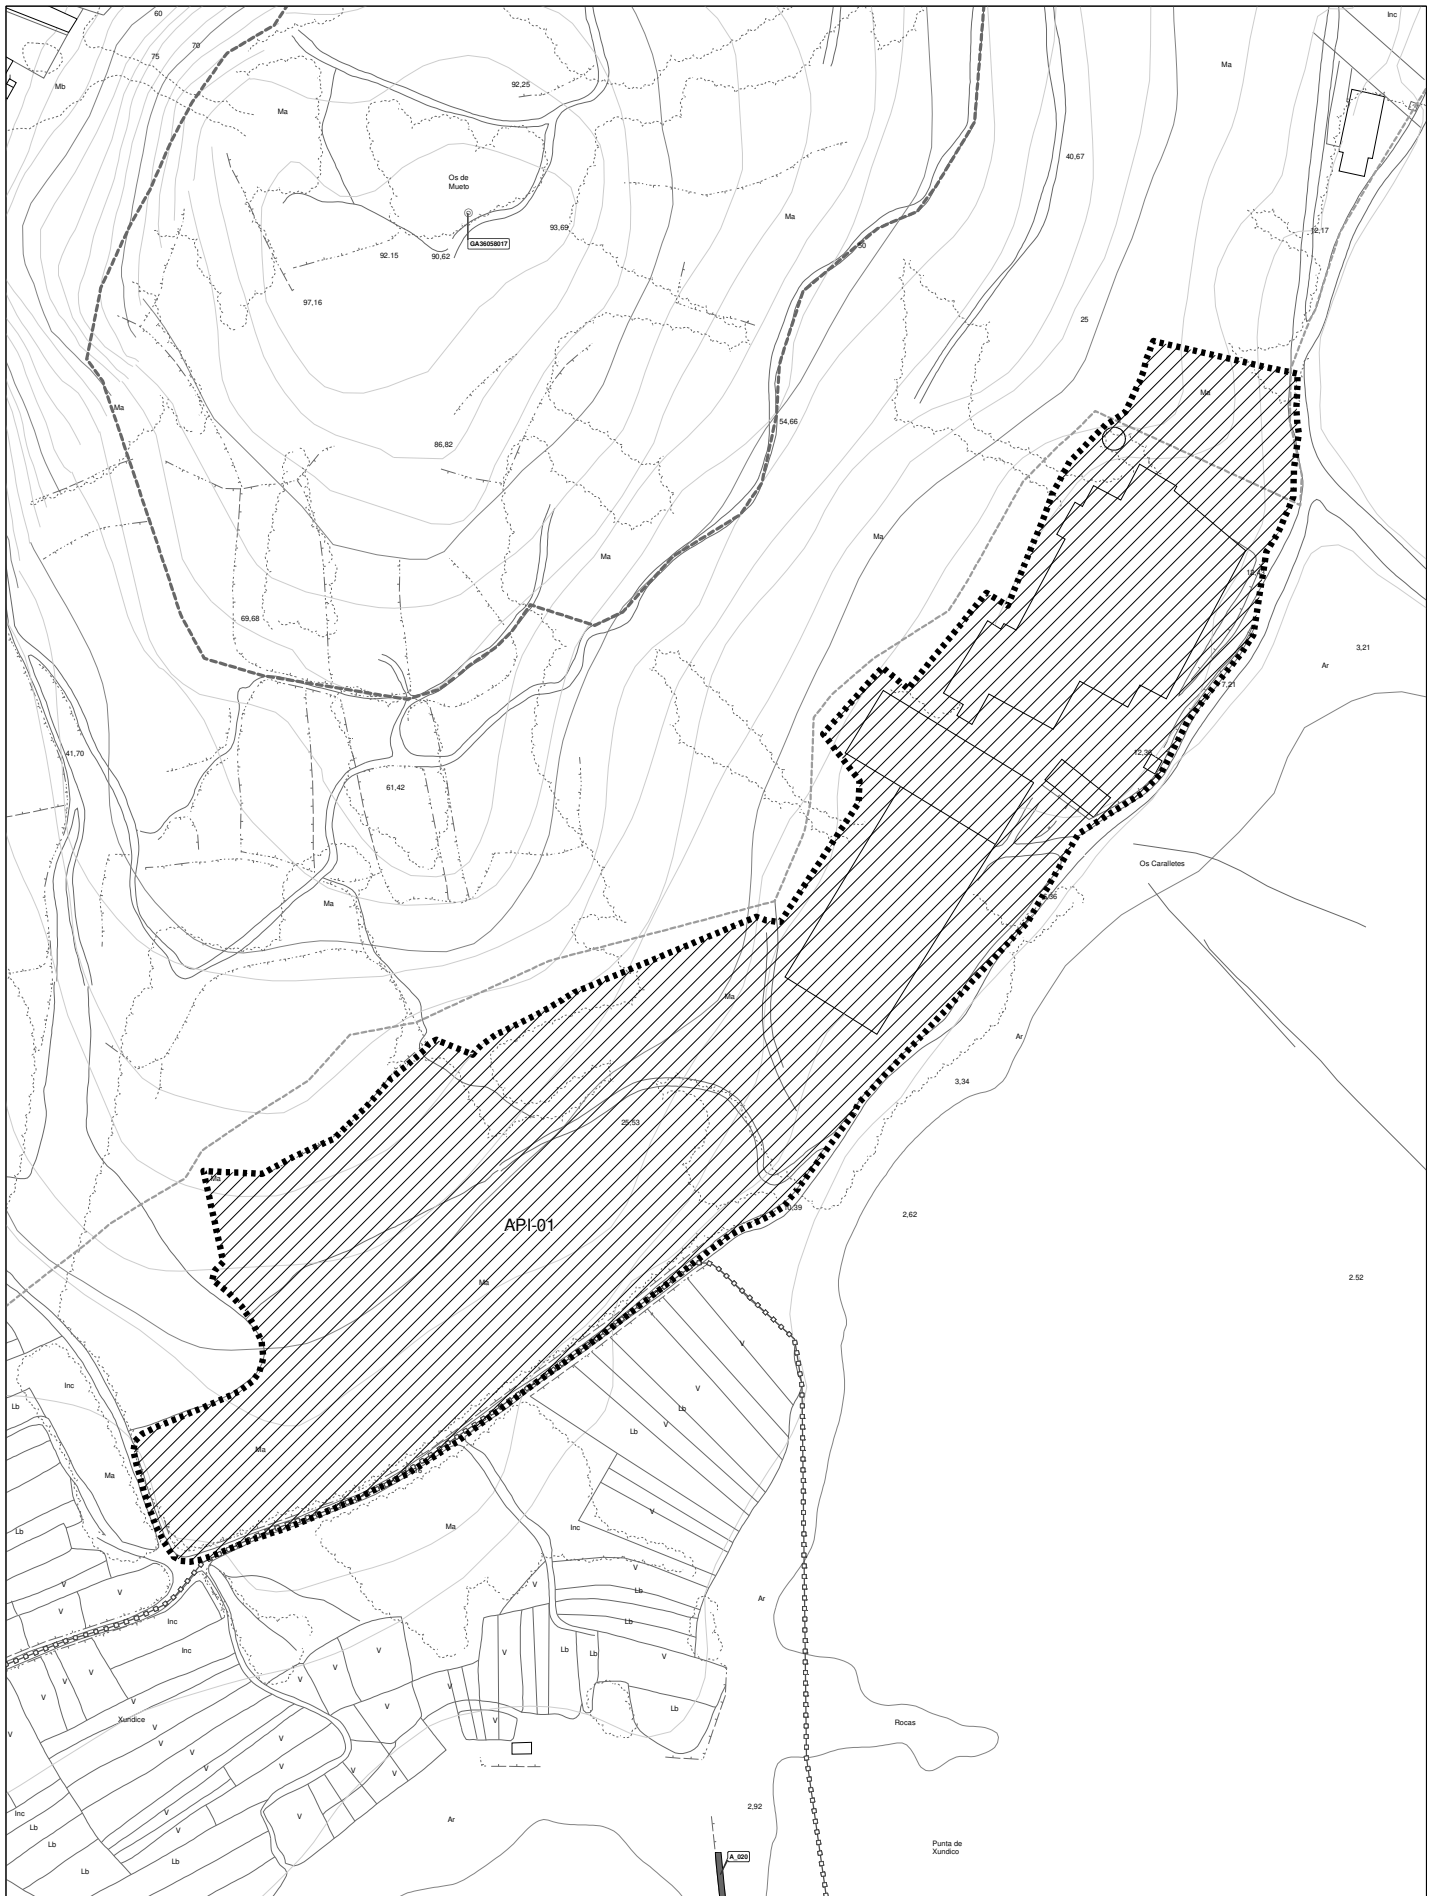 60
Inc
70
75
Ma
92,25
Mb
Ma
40,67
Os de
Mueto
Ma
GA36058017
93,69
12,17
50
92.15
90,62
97,16
25
Ma
Ma
54,66
86,82
Ma
Ma
69,68
3,21
Ar
7,21
41,70
12,36
61,42
Os Caralletes
Ma
Ma
Ar
3,34
25,53
Ma
10,39
2,62
API-01
2.52
Ma
V
Inc
V
Lb
Lb
V
Lb
Ma
Ma
V
Ma
Inc
Lb
V
V
V
V
Lb
Ar
V
Inc
Lb
V
Inc
V
Lb
Lb
V
V
V
V
V
V
V
V
V
Lb
Xundice
V
V
V
Rocas
V
V
V
V
V
V
V
V
2,92
Inc
V
V
Ar
Lb
V
Punta de
Xundico
Lb
Lb
A_020
Lb